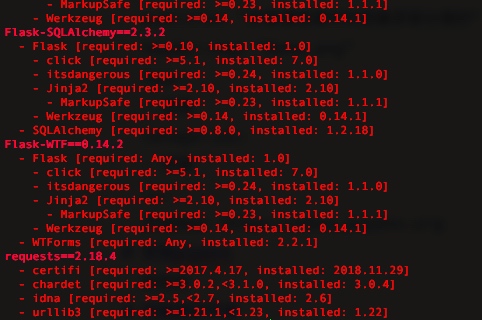 - MarkupSafe [required: >=0.23, installed: 1.1.1]
- Werkzeug [required: >=0.14, installed: 0.14.1]
Flask-SQLAlchemy==2.3.2
- Flask [required: >=0.10, installed: 1.0]
- click [required: >=5.1, installed: 7.0]
- itsdangerous [required: >=0.24, installed: 1.1.0]
- Jinja2 [required: >=2.10, installed: 2.10]
- MarkupSafe [required: >=0.23, installed: 1.1.1]
- Werkzeug [required: >=0.14, installed: 0.14.1]
- SQLAlchemy [required: >=0.8.0, installed: 1.2.18]
Flask-WTF==0.14.2
- Flask [required: Any, installed: 1.0]
- click [required: >=5.1, installed: 7.0]
- itsdangerous [required: >=0.24, installed: 1.1.0]
- Jinja2 [required: >=2.10, installed: 2.10]
- MarkupSafe [required: >=0.23, installed: 1.1.1]
- Werkzeug [required: >=0.14, installed: 0.14.1]
- WTForms [required: Any, installed: 2.2.1]
requests==2.18.4
- certifi [required: >=2017.4.17, installed: 2018.11.29]
- chardet [required: >=3.0.2,<3.1.0, installed: 3.0.4]
- idna [required: >=2.5,<2.7, installed: 2.6]
- urllib3 [required: >=1.21.1,<1.23, installed: 1.22]